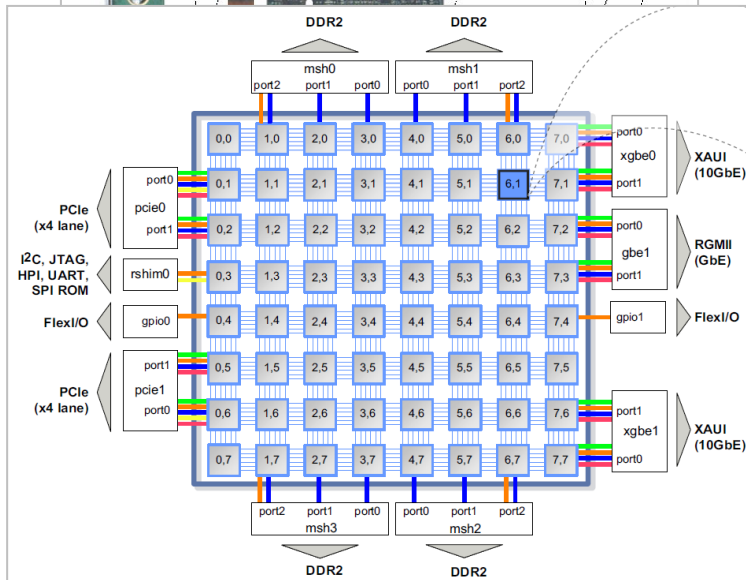 DDR2
DDR2
msh0
msh1
port2 port1 port0
port0 port1 port2
0,0 1,0 2,0 3,0 4,0 5,0 6,0 7,0
port0
xgbe0
port1
XAUI
(10GbE)
0,1 1,1 2,1 3,1 4,1 5,1 6,1 7,1
port0
pcie0
port1
PCIe
(x4 lane)
0,2 1,2 2,2 3,2 4,2 5,2 6,2 7,2
port0
gbe1
port1
RGMII
(GbE)
I²C, JTAG,
HPI, UART,
SPI ROM
rshim0
0,3 1,3 2,3 3,3 4,3 5,3 6,3 7,3
FlexI/O
gpio0
0,4 1,4 2,4 3,4 4,4 5,4 6,4 7,4
gpio1
FlexI/O
port1
pcie1
port0
PCIe
(x4 lane)
0,5 1,5 2,5 3,5 4,5 5,5 6,5 7,5
0,6 1,6 2,6 3,6 4,6 5,6 6,6 7,6
port1
xgbe1
port0
XAUI
(10GbE)
0,7 1,7 2,7 3,7 4,7 5,7 6,7 7,7
port2 port1 port0
port0 port1 port2
msh3
msh2
DDR2
DDR2